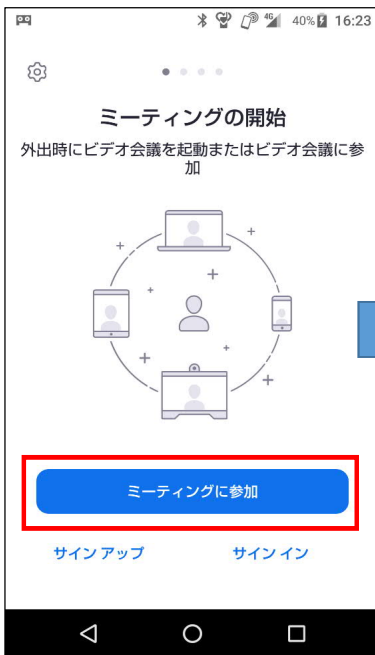 4G 40% 16:23
ミーティングの開始
外出時にビデオ会議を起動またはビデオ会議に参
加
ミーティングに参加
サイン アップ サイン イン